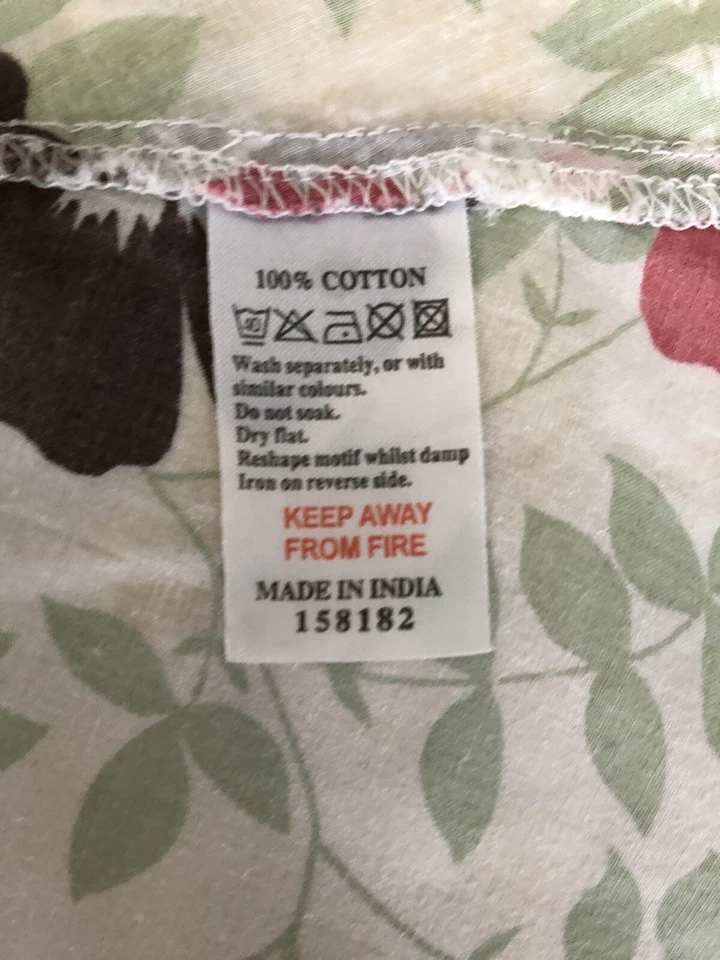 100% COTTON
40
Wash separately, or with
similar colours.
Do not soak.
Dry flat.
Reshape motif whilst damp
Iron on reverse side.
KEEP AWAY
FROM FIRE
MADE IN INDIA
158182